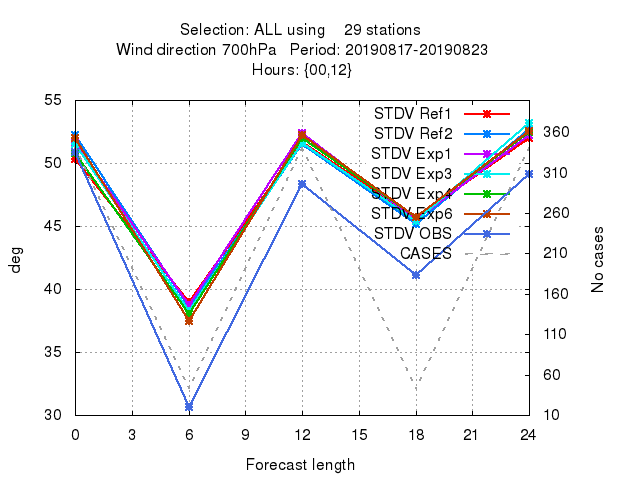 Selection: ALL using    29 stations
Wind direction 700hPa   Period: 20190817-20190823
Hours: {00,12}
55
50
45
40
35
30
deg
STDV Ref1
STDV Ref2
STDV Exp1
STDV Exp3
STDV Exp4
STDV Exp6
STDV OBS
CASES
360
310
260
210
160
110
60
10
No cases
0 3 6 9 12 15 18 21 24
Forecast length